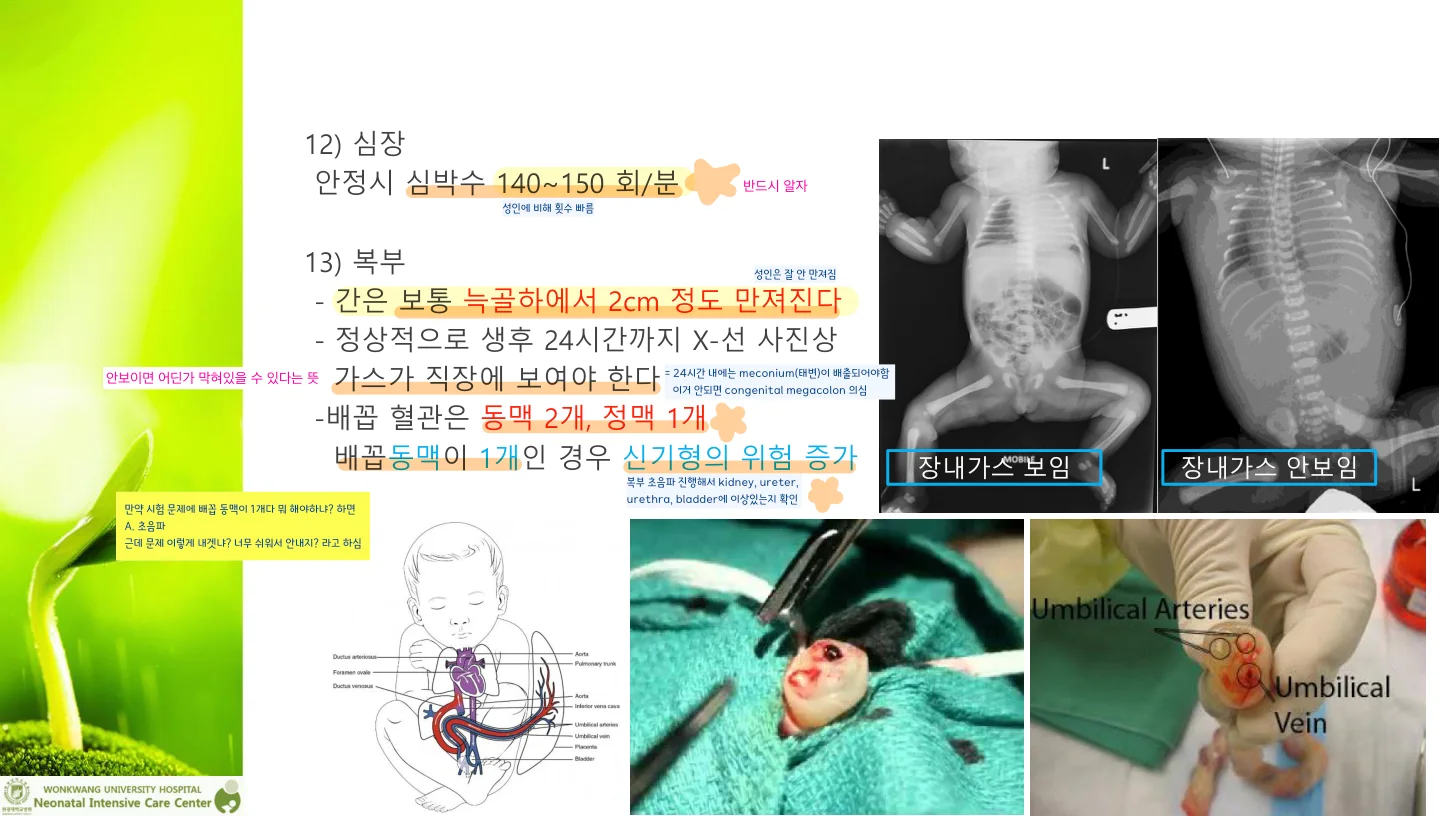 12) 심장
안정시 심박수 140~150 회/분
반드시 알자
성인에 비해 횟수 빠름
13) 복부
성인은 잘 안 만져짐
- 간은 보통 늑골하에서 2cm 정도 만져진다
- 정상적으로 생후 24시간까지 X-선 사진상
가스가 직장에 보여야 한다
안보이면 어딘가 막혀있을 수 있다는 뜻
= 24시간 내에는 meconium(태변)이 배출되어야함
이거 안되면 congenital megacolon 의심
-배꼽 혈관은 동맥 2개, 정맥 1개
배꼽동맥이 1개인 경우 신기형의 위험 증가
복부 초음파 진행해서 kidney, ureter,
urethra, bladder에 이상있는지 확인
만약 시험 문제에 배꼽 동맥이 1개다 뭐 해야하냐? 하면
A. 초음파
근데 문제 이렇게 내겟냐? 너무 쉬워서 안내지? 라고 하심
L
MOBILE
장내가스 보임
장내가스 안보임
L
Ductus arteriosus
Foramen ovale
Ductus venosus
Aorta
Pulmonary trunk
Aorta
Inferior vena cava
Umbilical arteries
Umbilical vein
Placenta
Bladder
Umbilical Arteries
Umbilical
Vein
WONKWANG UNIVERSITY HOSPITAL
Neonatal Intensive Care Center